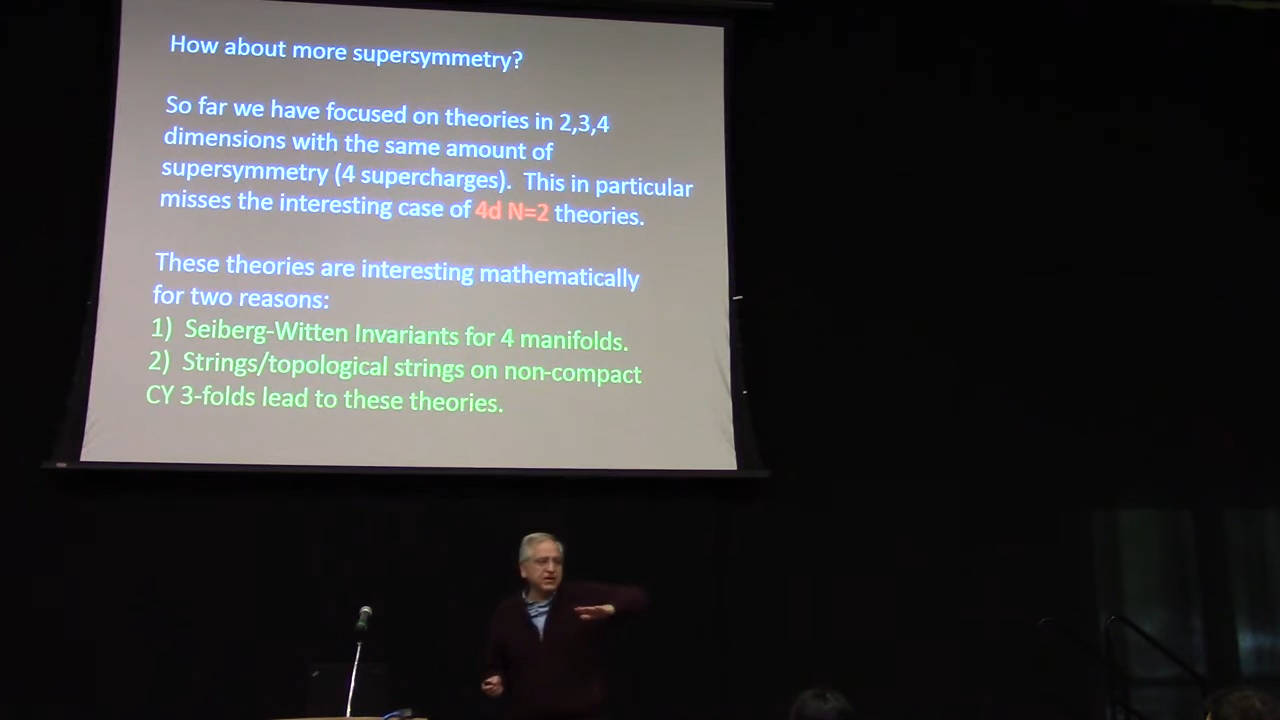 How about more supersymmetry?
So far we have focused on theories in 2,3,4
dimensions with the same amount of
supersymmetry (4 supercharges). This in particular
misses the interesting case of 4d N=2 theories.
These theories are interesting mathematically
for two reasons:
1) Seiberg-Witten Invariants for 4 manifolds.
2) Strings/topological strings on non-compact
CY 3-folds lead to these theories.